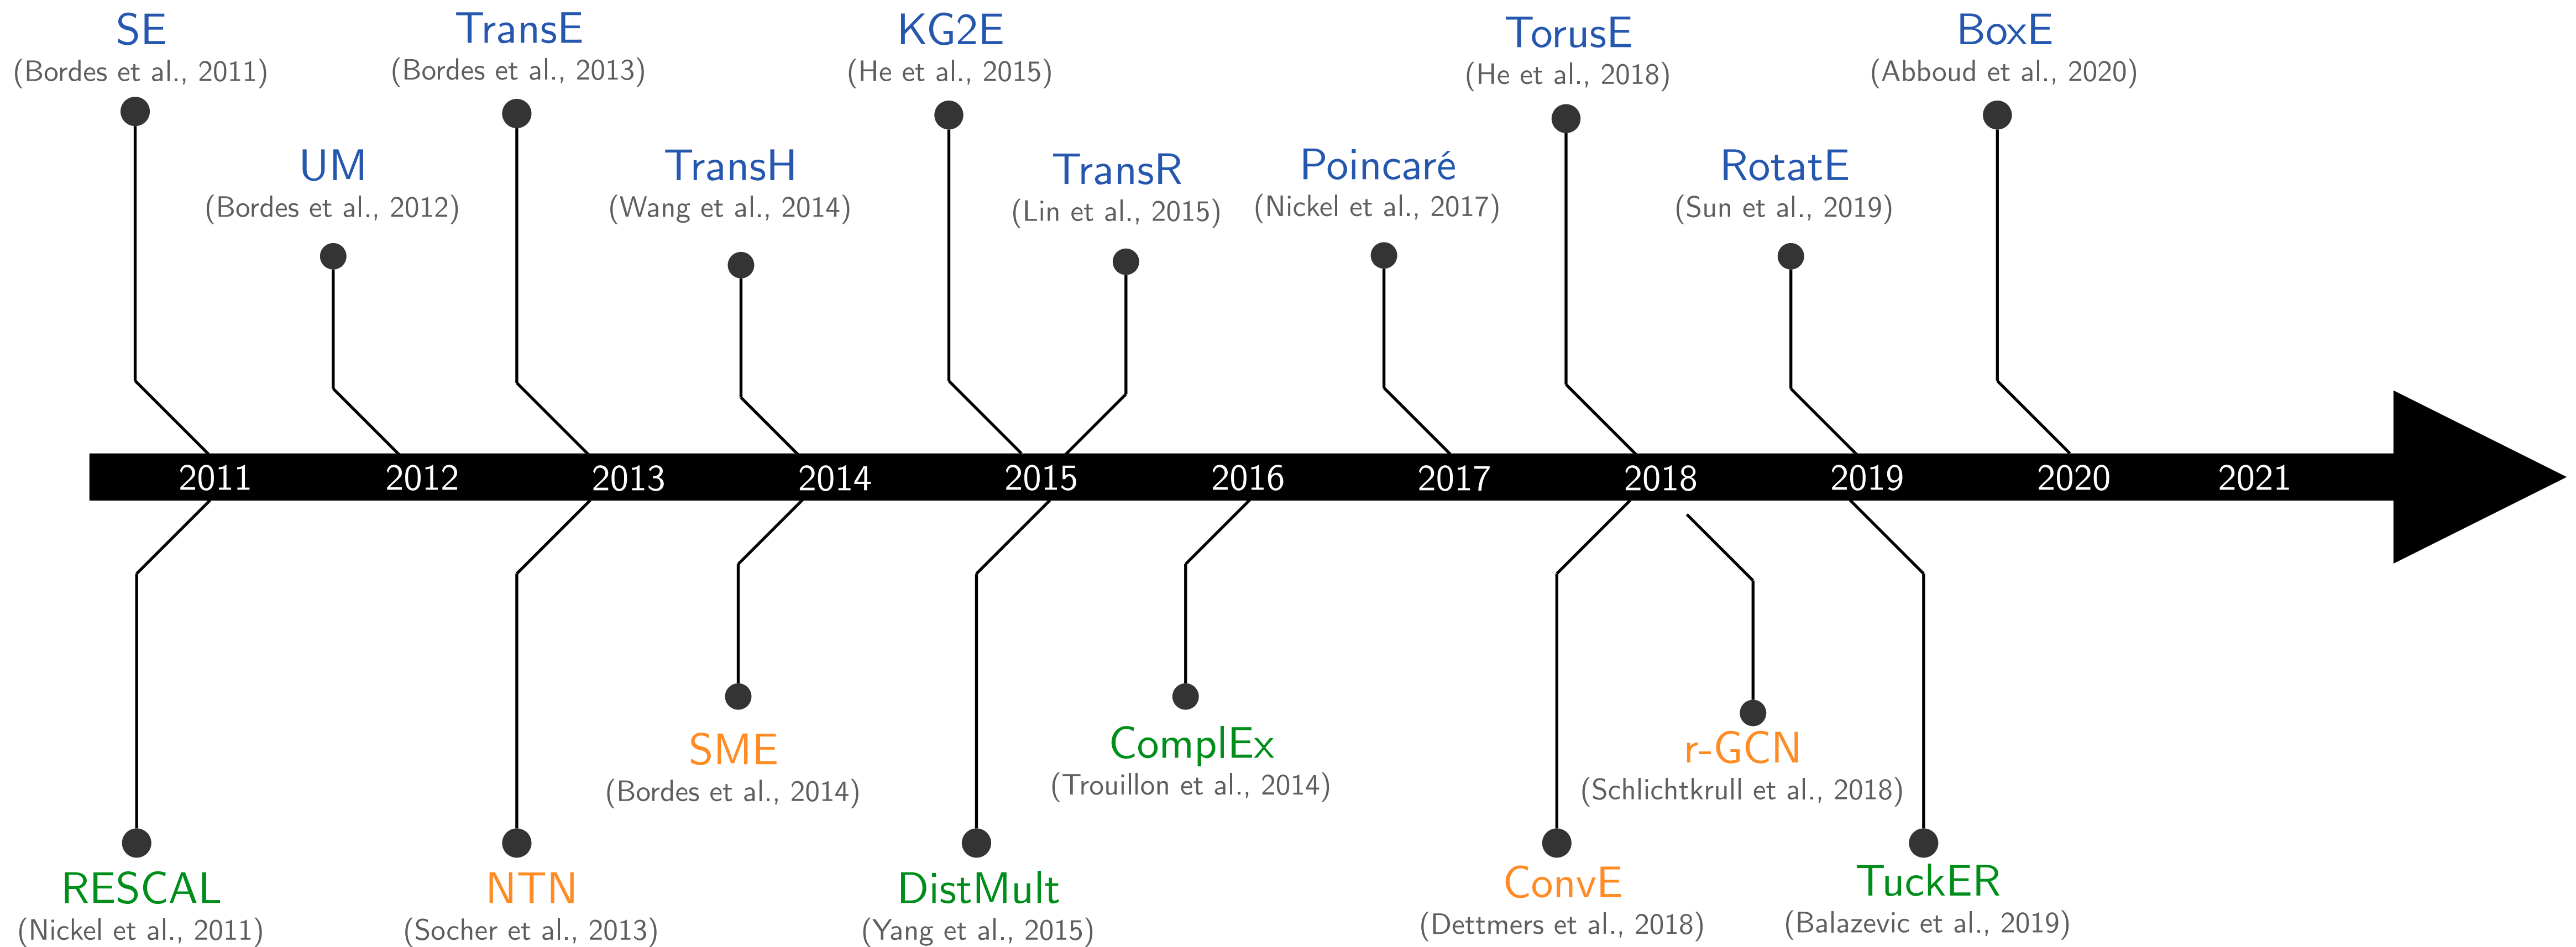 SE
(Bordes et al., 2011)
TransE
(Bordes et al., 2013)
KG2E
(He et al., 2015)
TorusE
(He et al., 2018)
BoxE
(Abboud et al., 2020)
UM
(Bordes et al., 2012)
TransH
(Wang et al., 2014)
TransR
(Lin et al., 2015)
Poincaré
(Nickel et al., 2017)
RotatE
(Sun et al., 2019)
2011 2012 2013 2014 2015 2016 2017 2018 2019 2020 2021
SME
(Bordes et al., 2014)
ComplEx
(Trouillon et al., 2014)
r-GCN
(Schlichtkrull et al., 2018)
RESCAL
(Nickel et al., 2011)
NTN
(Socher et al., 2013)
DistMult
(Yang et al., 2015)
ConvE
(Dettmers et al., 2018)
TuckER
(Balazevic et al., 2019)